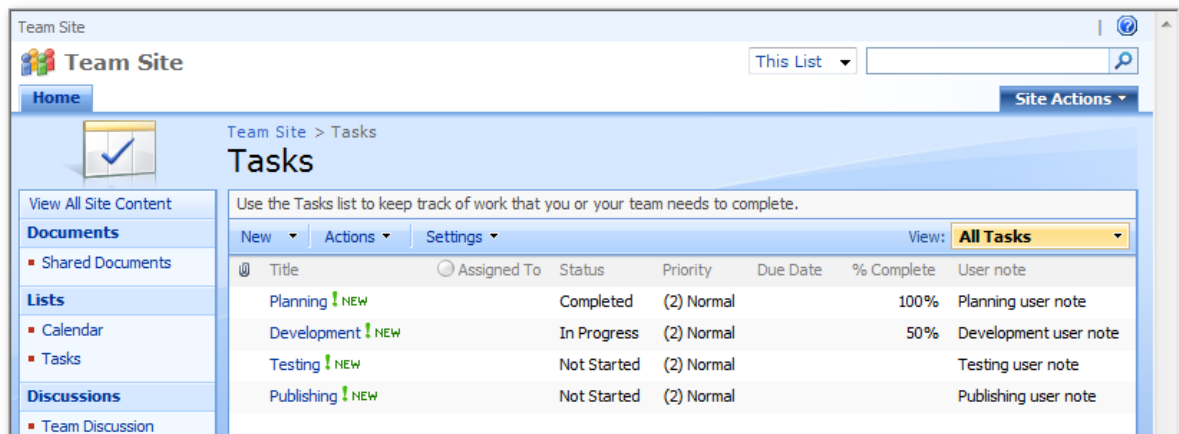 Team Site
Team Site
This List
Home
Site Actions
Team Site > Tasks
Tasks
View All Site Content
Documents
Shared Documents
Lists
Calendar
Tasks
Discussions
Team Discussion
Use the Tasks list to keep track of work that you or your team needs to complete.
New Actions Settings View: All Tasks
Title Assigned To Status Priority Due Date % Complete User note
Planning ! NEW Completed (2) Normal 100% Planning user note
Development ! NEW In Progress (2) Normal 50% Development user note
Testing ! NEW Not Started (2) Normal Testing user note
Publishing ! NEW Not Started (2) Normal Publishing user note